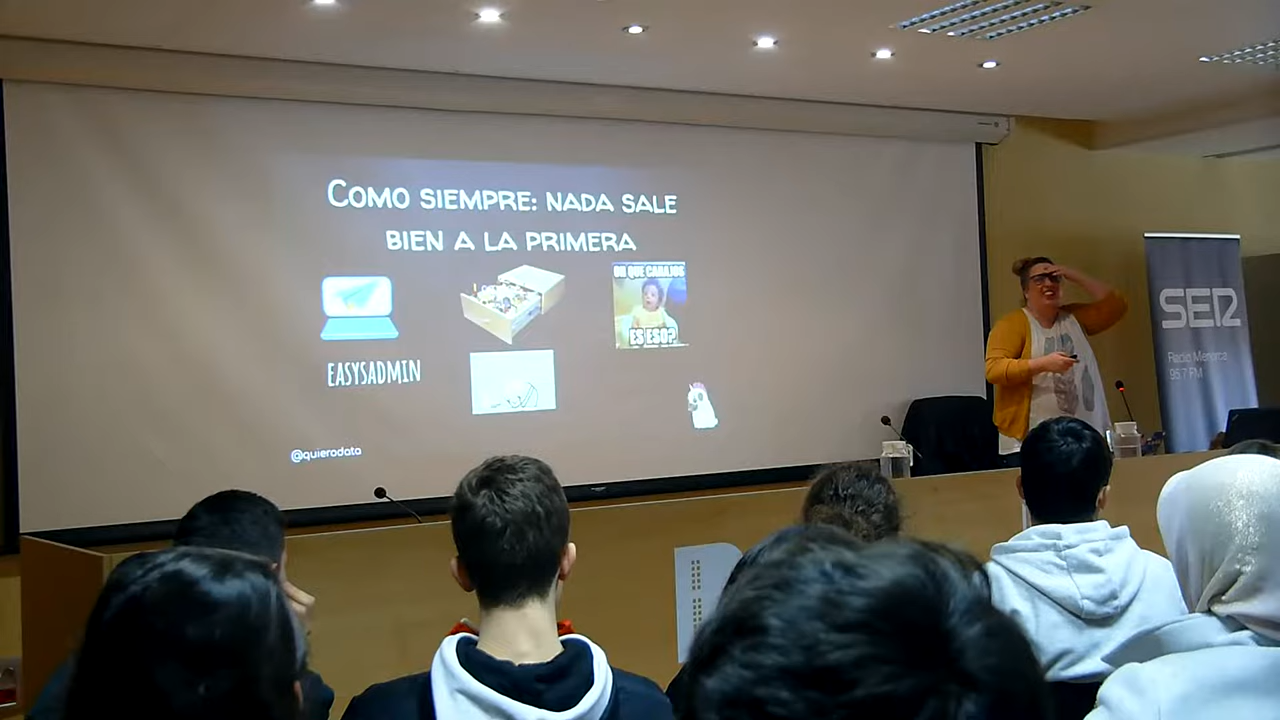 COMO SIEMPRE: NADA SALE
BIEN A LA PRIMERA
OH QUE CARAJOS
ES ESO?
EASYSADMIN
@quierodata
SER
Radio Menorca
95.7 FM